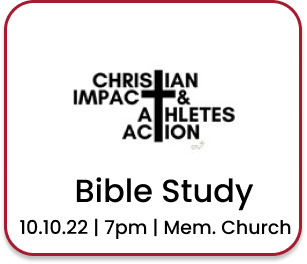 CHRISTIAN
IMPACT &
ATHLETES
ACTION
Bible Study
10.10.22 | 7pm | Mem. Church